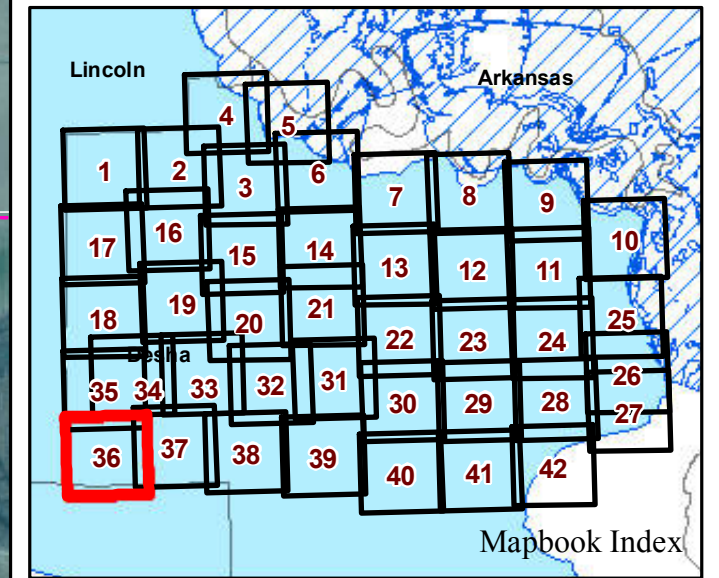 Lincoln
Arkansas
4
5
1 2 3 6 7 8 9
10
17 16 15 14 13 12 11
18 19 20 21 22 23 24 25
Desha
35 34 33 32 31 30 29 28 26
27
36 37 38 39 40 41 42
Mapbook Index